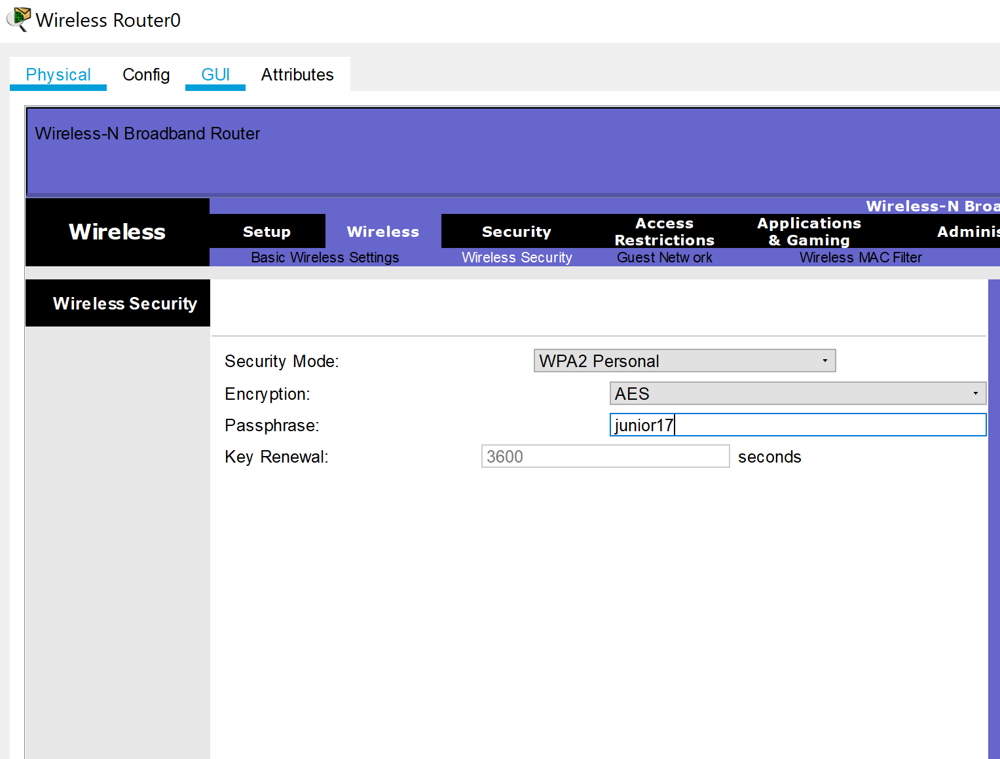 Wireless Router0
Physical Config GUI Attributes
Wireless-N Broadband Router
Wireless-N Broa
Wireless Setup Wireless Security Access Restrictions Applications & Gaming Adminis
Basic Wireless Settings Wireless Security Guest Network Wireless MAC Filter
Wireless Security
Security Mode: WPA2 Personal
Encryption: AES
Passphrase: junior17
Key Renewal: 3600 seconds